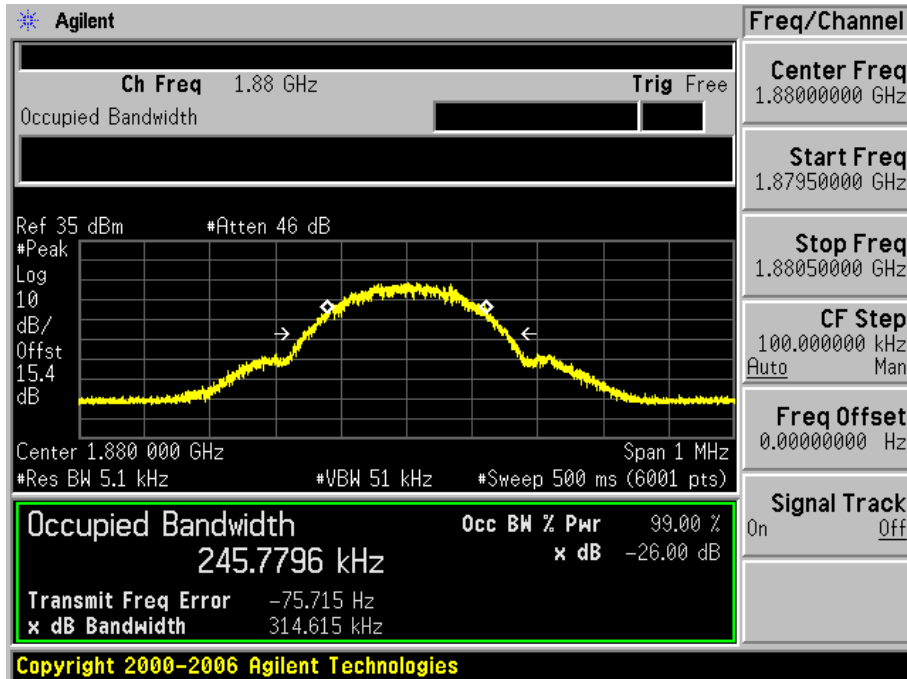 Agilent
Ch Freq 1.88 GHz Trig Free
Occupied Bandwidth
Ref 35 dBm #Atten 46 dB
#Peak
Log
10
dB/
Offst
15.4
dB
Center 1.880 000 GHz Span 1 MHz
#Res BW 5.1 kHz #VBW 51 kHz #Sweep 500 ms (6001 pts)
Occupied Bandwidth
245.7796 kHz
Occ BW % Pwr 99.00 %
x dB -26.00 dB
Transmit Freq Error -75.715 Hz
x dB Bandwidth 314.615 kHz
Copyright 2000-2006 Agilent Technologies
Freq/Channel
Center Freq
1.88000000 GHz
Start Freq
1.87950000 GHz
Stop Freq
1.88050000 GHz
CF Step
100.000000 kHz
Auto Man
Freq Offset
0.00000000 Hz
Signal Track
On Off